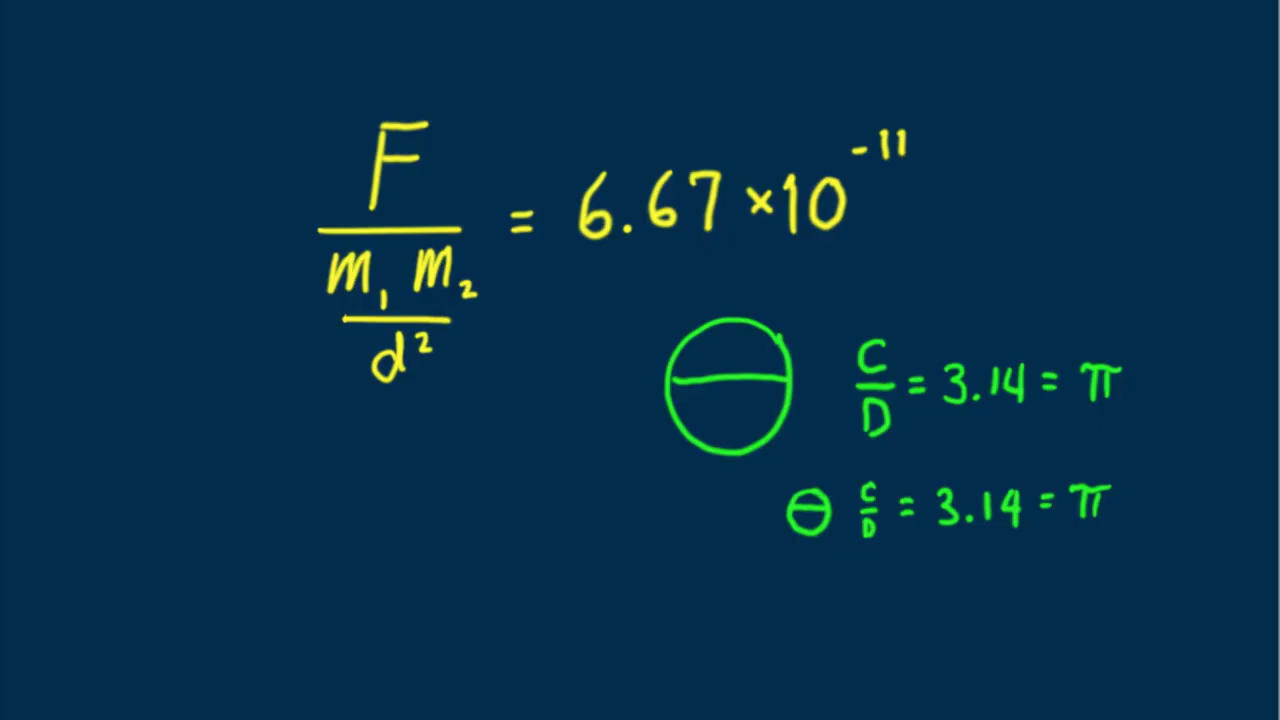 F
m₁ m₂ = 6.67 × 10⁻¹¹
d²
C/D = 3.14 = π
C/D = 3.14 = π